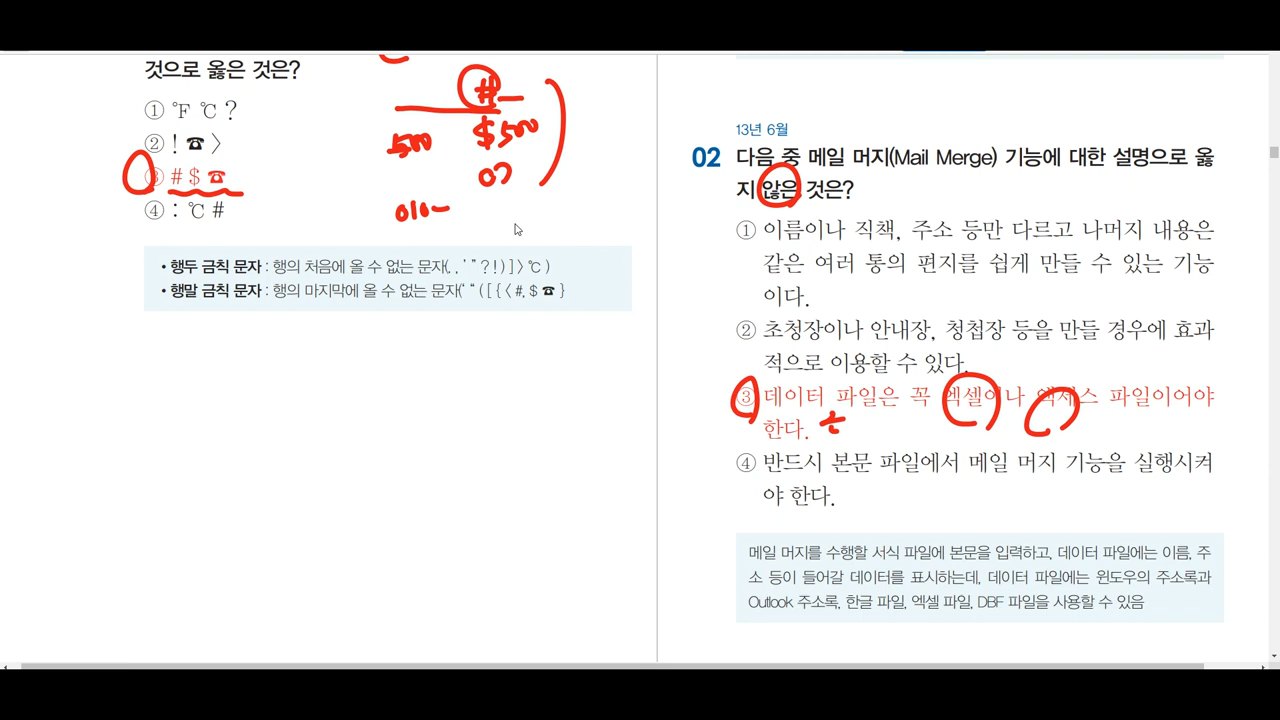 것으로 옳은 것은?
① ℉ ℃ ?
② ! ☎ 〉
③ # $ ☎
④ : ℃ #
#
500
$500
07
010-
• 행두 금칙 문자 : 행의 처음에 올 수 없는 문자(. , ' " ? ! ) ] 〉 ℃ )
• 행말 금칙 문자 : 행의 마지막에 올 수 없는 문자(' " ( [ { 〈 #, $ ☎ }
13년 6월
02 다음 중 메일 머지(Mail Merge) 기능에 대한 설명으로 옳
지 않은 것은?
① 이름이나 직책, 주소 등만 다르고 나머지 내용은
같은 여러 통의 편지를 쉽게 만들 수 있는 기능
이다.
② 초청장이나 안내장, 청첩장 등을 만들 경우에 효과
적으로 이용할 수 있다.
③ 데이터 파일은 꼭 엑셀이나 액세스 파일이어야
한다.
④ 반드시 본문 파일에서 메일 머지 기능을 실행시켜
야 한다.
메일 머지를 수행할 서식 파일에 본문을 입력하고, 데이터 파일에는 이름, 주
소 등이 들어갈 데이터를 표시하는데, 데이터 파일에는 윈도우의 주소록과
Outlook 주소록, 한글 파일, 엑셀 파일, DBF 파일을 사용할 수 있음